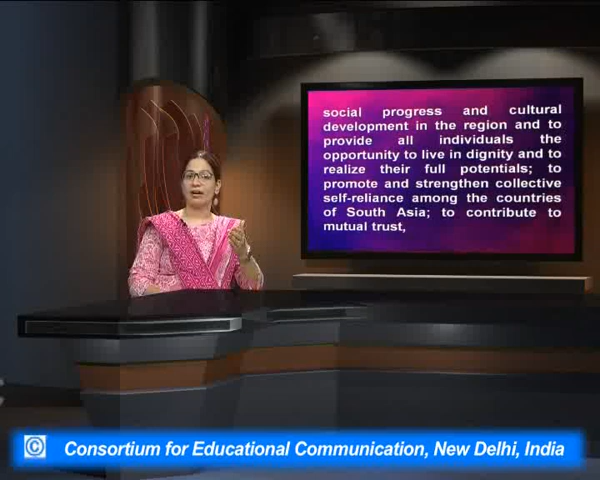 social progress and cultural
development in the region and to
provide all individuals the
opportunity to live in dignity and to
realize their full potentials; to
promote and strengthen collective
self-reliance among the countries
of South Asia; to contribute to
mutual trust,
© Consortium for Educational Communication, New Delhi, India